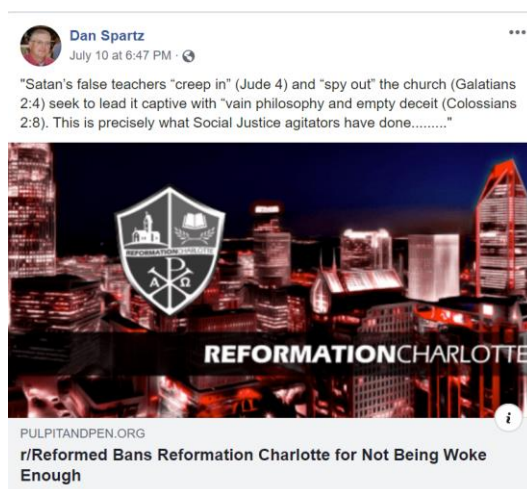 Dan Spartz
July 10 at 6:47 PM ·
"Satan's false teachers "creep in" (Jude 4) and "spy out" the church (Galatians
2:4) seek to lead it captive with "vain philosophy and empty deceit (Colossians
2:8). This is precisely what Social Justice agitators have done........."
REFORMATIONCHARLOTTE
Α Ω
REFORMATIONCHARLOTTE
i
PULPITANDPEN.ORG
r/Reformed Bans Reformation Charlotte for Not Being Woke
Enough